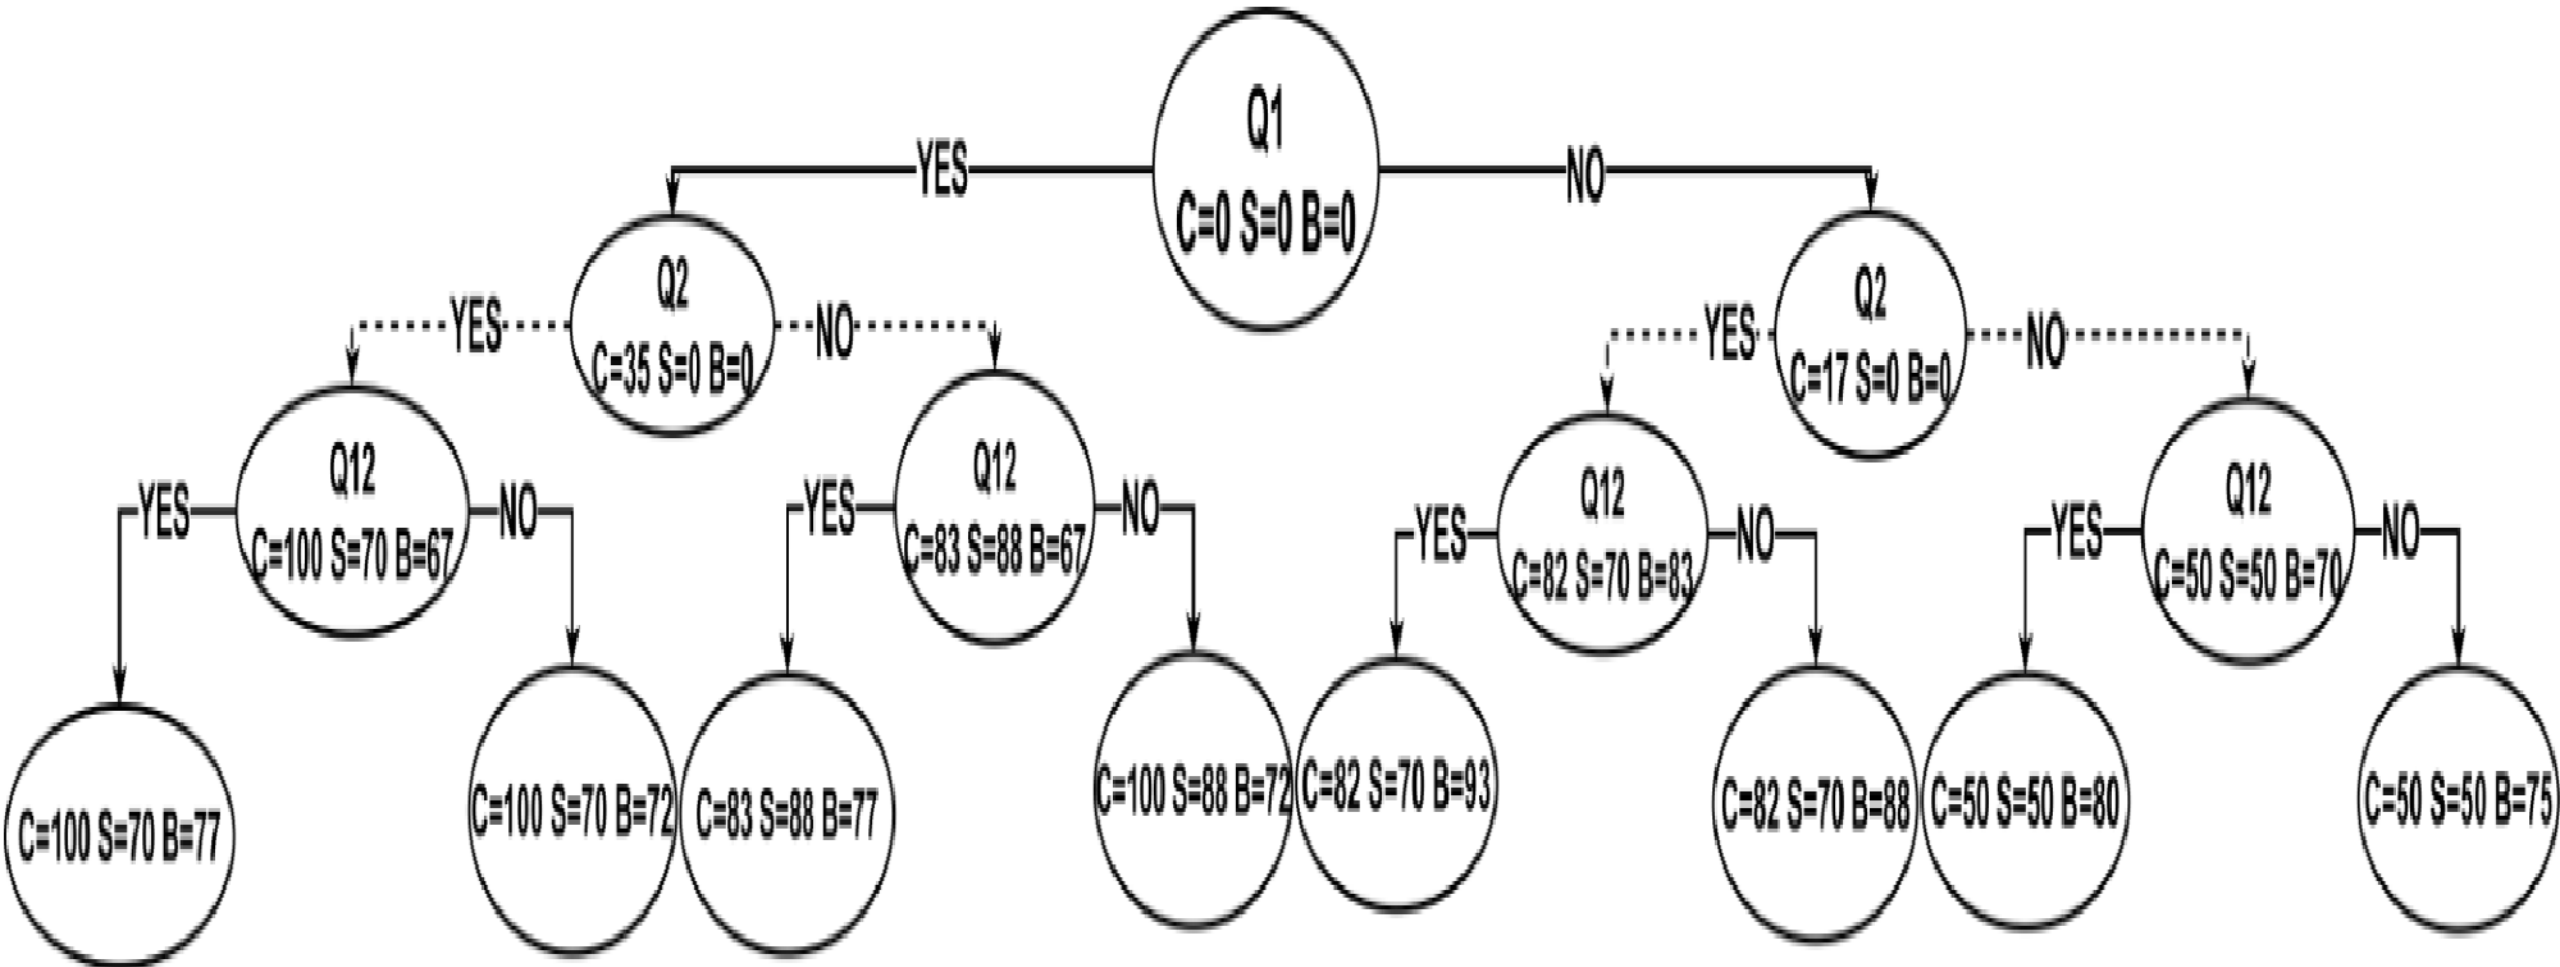 Q1
C=0 S=0 B=0
YES
NO
Q2
C=35 S=0 B=0
Q2
C=17 S=0 B=0
YES
NO
YES
NO
Q12
C=100 S=70 B=67
Q12
C=83 S=88 B=67
Q12
C=82 S=70 B=83
Q12
C=50 S=50 B=70
YES
NO
YES
NO
YES
NO
YES
NO
C=100 S=70 B=77
C=100 S=70 B=72
C=83 S=88 B=77
C=100 S=88 B=72
C=82 S=70 B=93
C=82 S=70 B=88
C=50 S=50 B=80
C=50 S=50 B=75